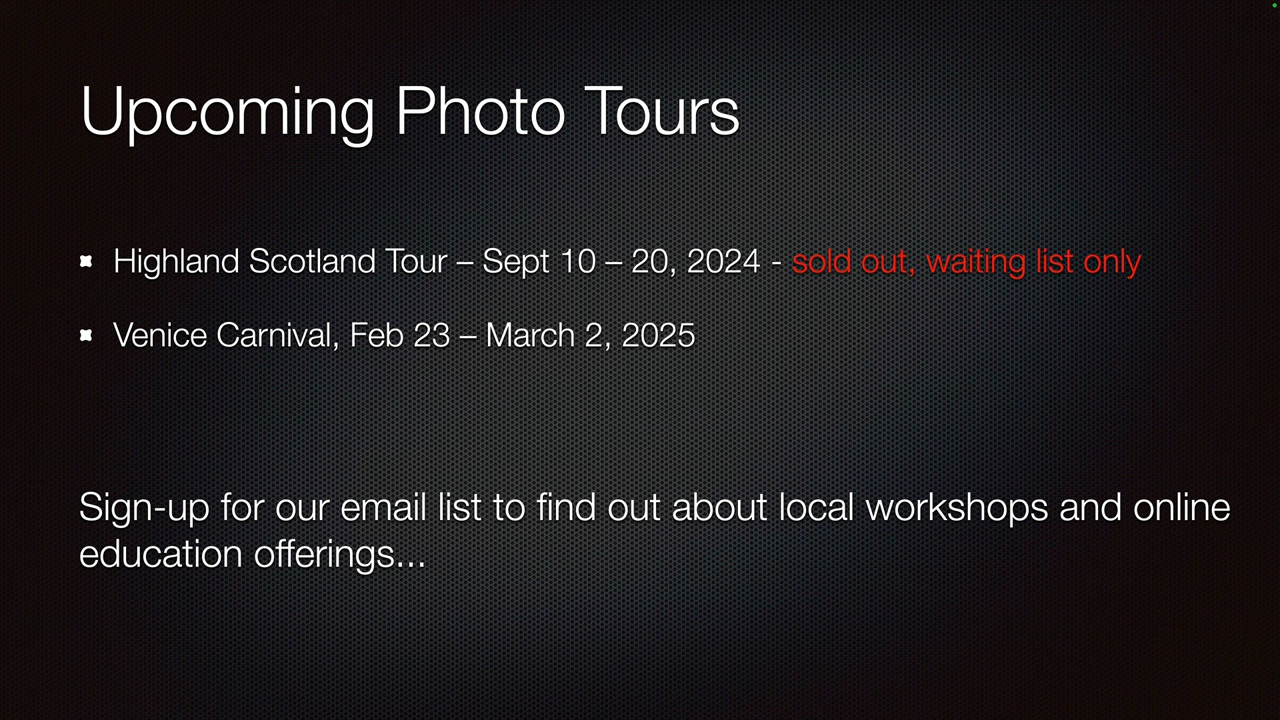 Upcoming Photo Tours
Highland Scotland Tour – Sept 10 – 20, 2024 - sold out, waiting list only
Venice Carnival, Feb 23 – March 2, 2025
Sign-up for our email list to find out about local workshops and online
education offerings...